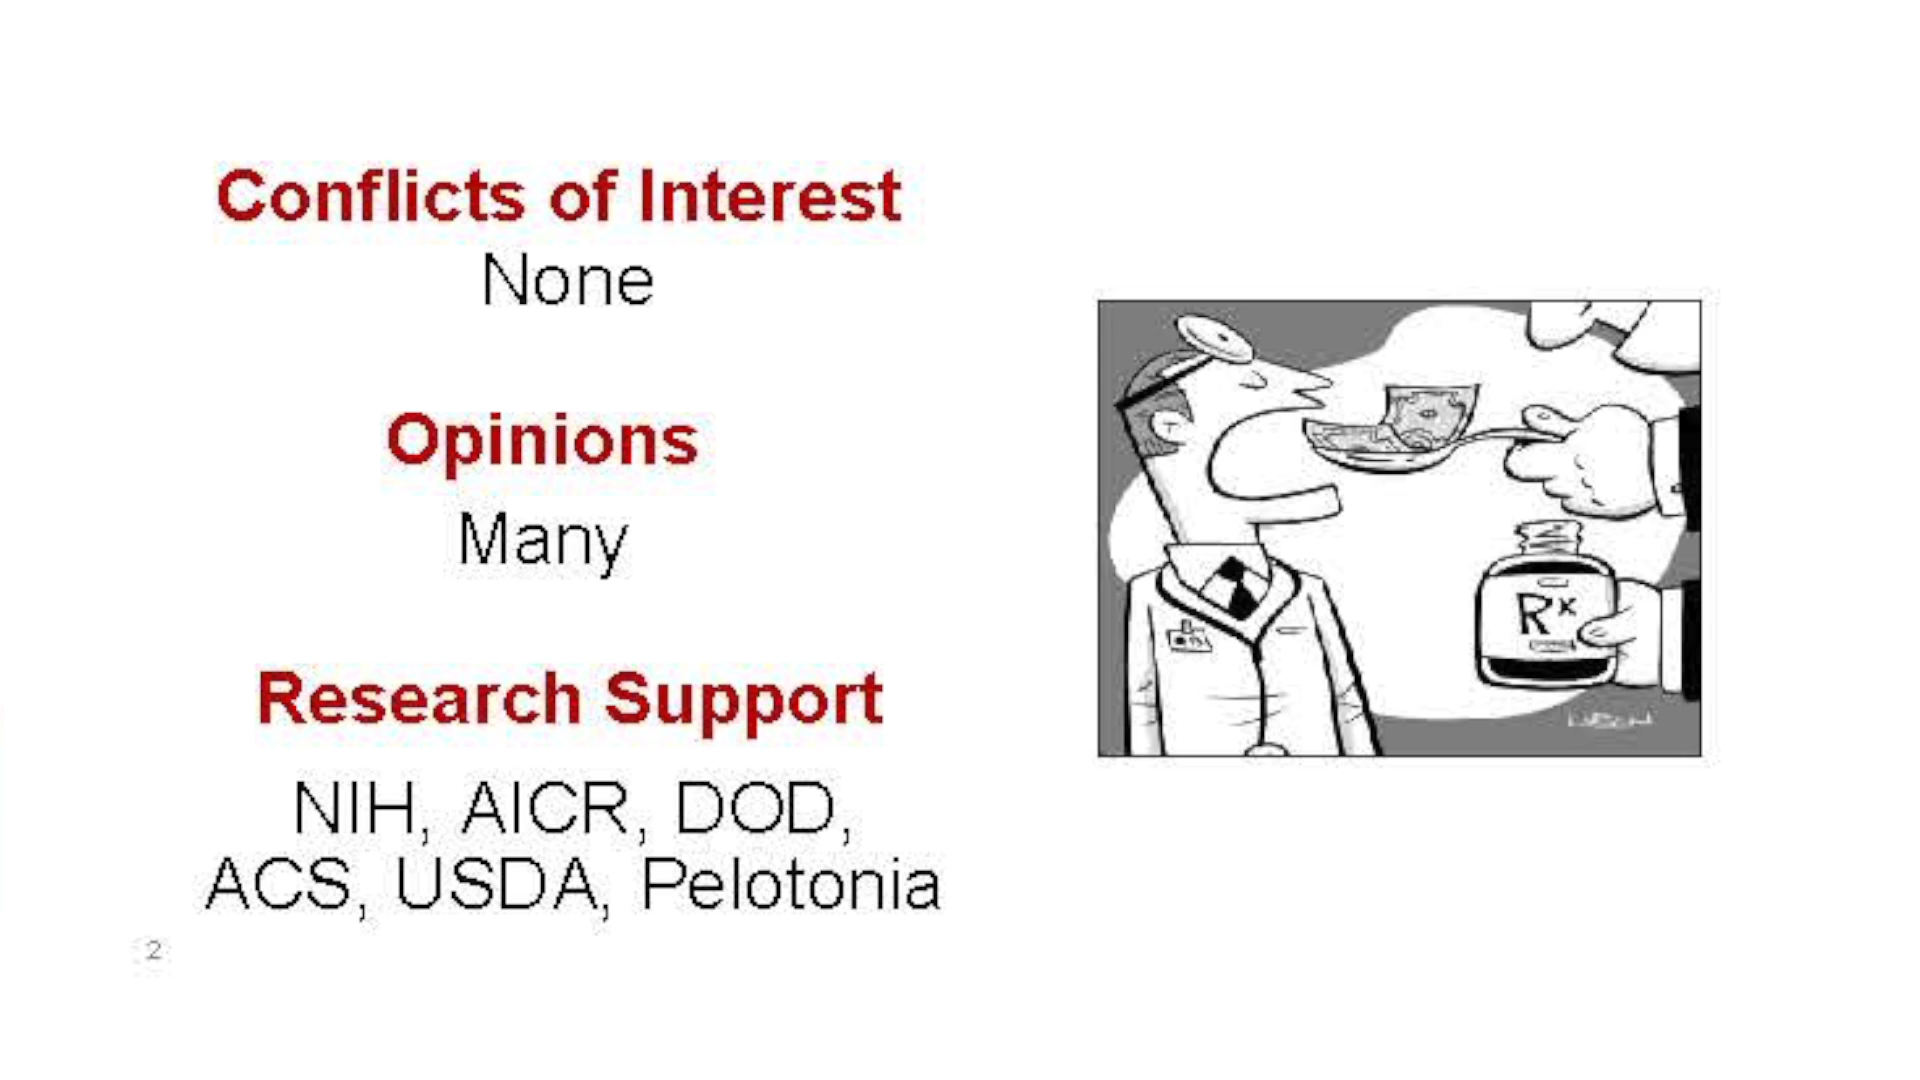 Conflicts of Interest
None
Opinions
Many
Research Support
NIH, AICR, DOD,
ACS, USDA, Pelotonia
2
Rx